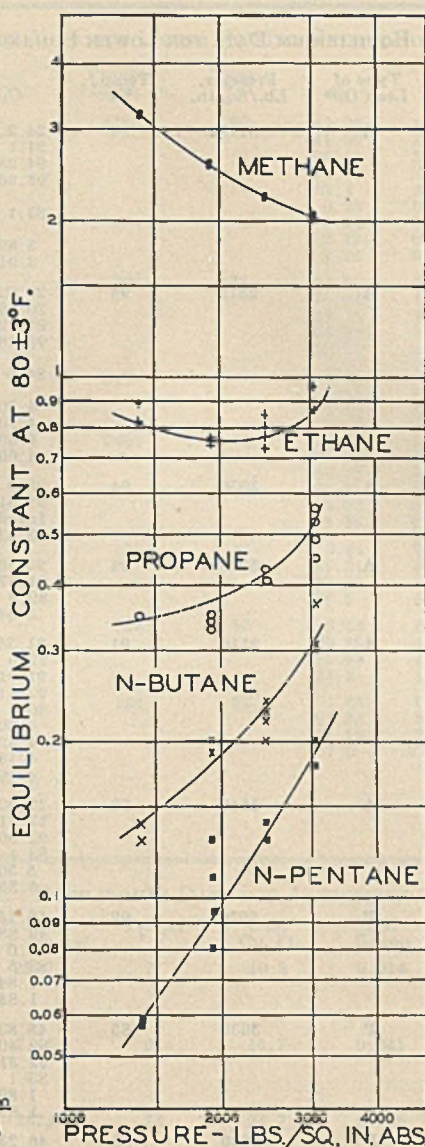 4
3
METHANE
2
1
0.9
0.8
ETHANE
0.7
0.6
0.5
PROPANE
0.4
0.3
N-BUTANE
0.2
N-PENTANE
0.1
0.09
0.08
0.07
0.06
0.05
EQUILIBRIUM CONSTANT AT 80±3°F.
1000 2000 3000 4000
PRESSURE-LBS./SQ. IN. ABS